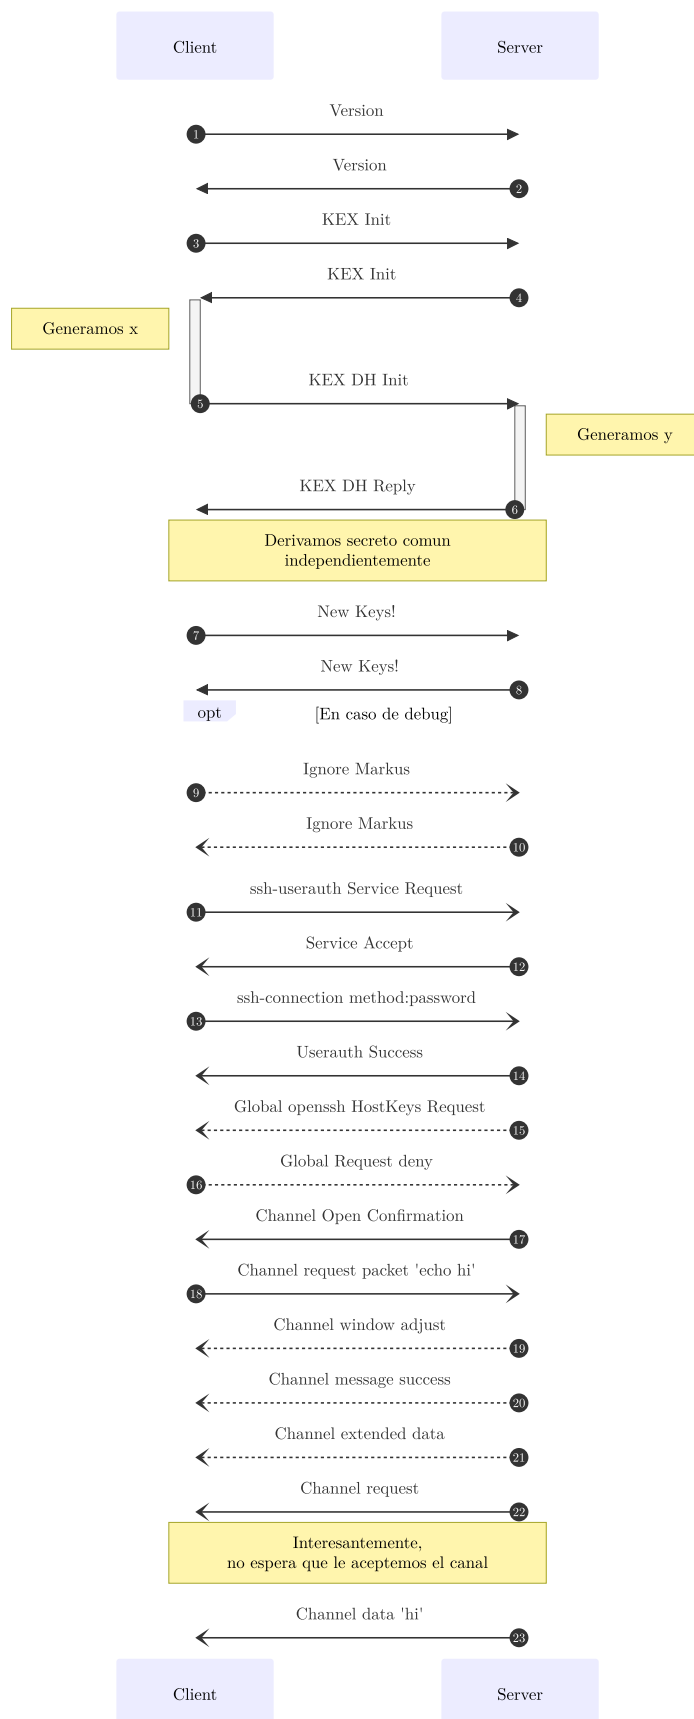 Client
Server
Version
1
Version
2
KEX Init
3
KEX Init
4
Generamos x
KEX DH Init
5
Generamos y
KEX DH Reply
6
Derivamos secreto comun
independientemente
New Keys!
7
New Keys!
8
opt
[En caso de debug]
Ignore Markus
9
Ignore Markus
10
ssh-userauth Service Request
11
Service Accept
12
ssh-connection method:password
13
Userauth Success
14
Global openssh HostKeys Request
15
Global Request deny
16
Channel Open Confirmation
17
Channel request packet 'echo hi'
18
Channel window adjust
19
Channel message success
20
Channel extended data
21
Channel request
22
Interesantemente,
no espera que le aceptemos el canal
Channel data 'hi'
23
Client
Server